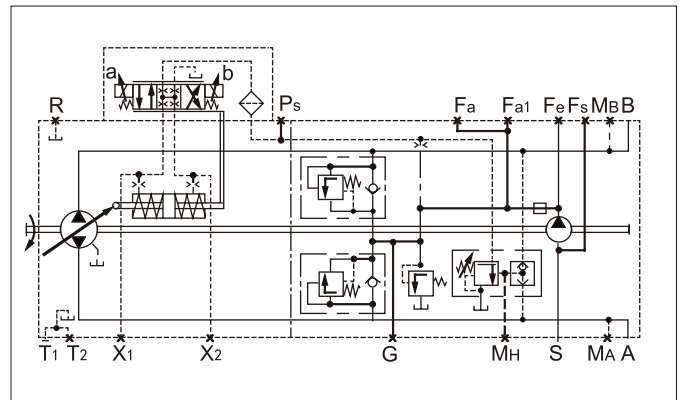 a b
R Ps Fa Fa1 Fe Fs MB B
T1 T2 X1 X2 G MH S MA A